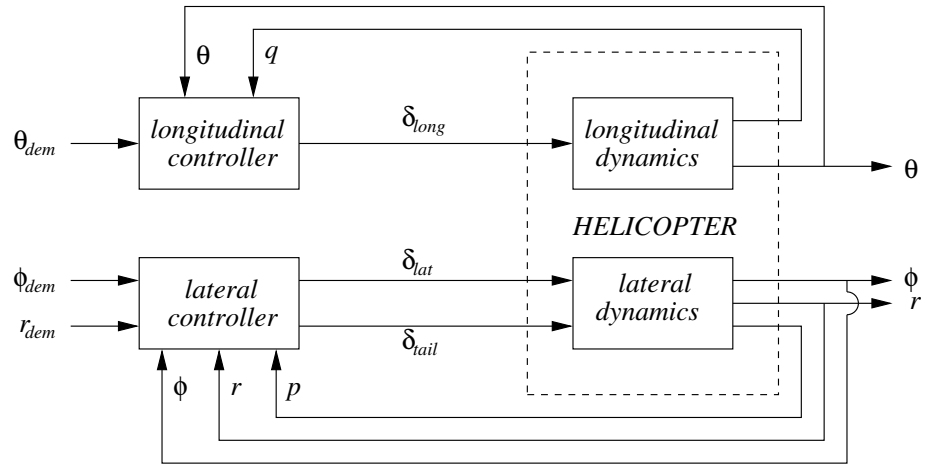 θ q
longitudinal
controller
θdem
δlong
longitudinal
dynamics
θ
HELICOPTER
ϕdem
rdem
lateral
controller
δlat
δtail
lateral
dynamics
ϕ
r
ϕ r p